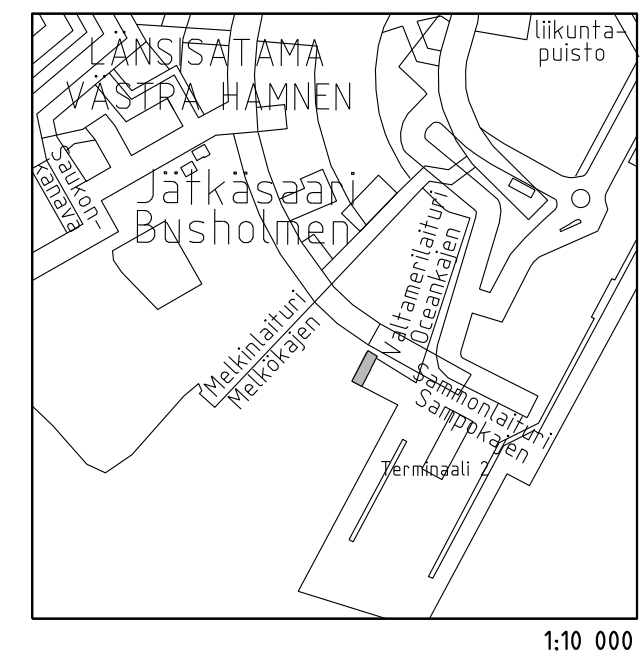 liikunta-
puisto
LÄNSISATAMA
VÄSTRA HAMNEN
Saukon-
kanava
Jätkäsaari
Busholmen
Valtamerilaituri
Oceankajen
Melkinlaituri
Melkökajen
Sammonlaituri
Sampokajen
Terminaali 2
1:10 000